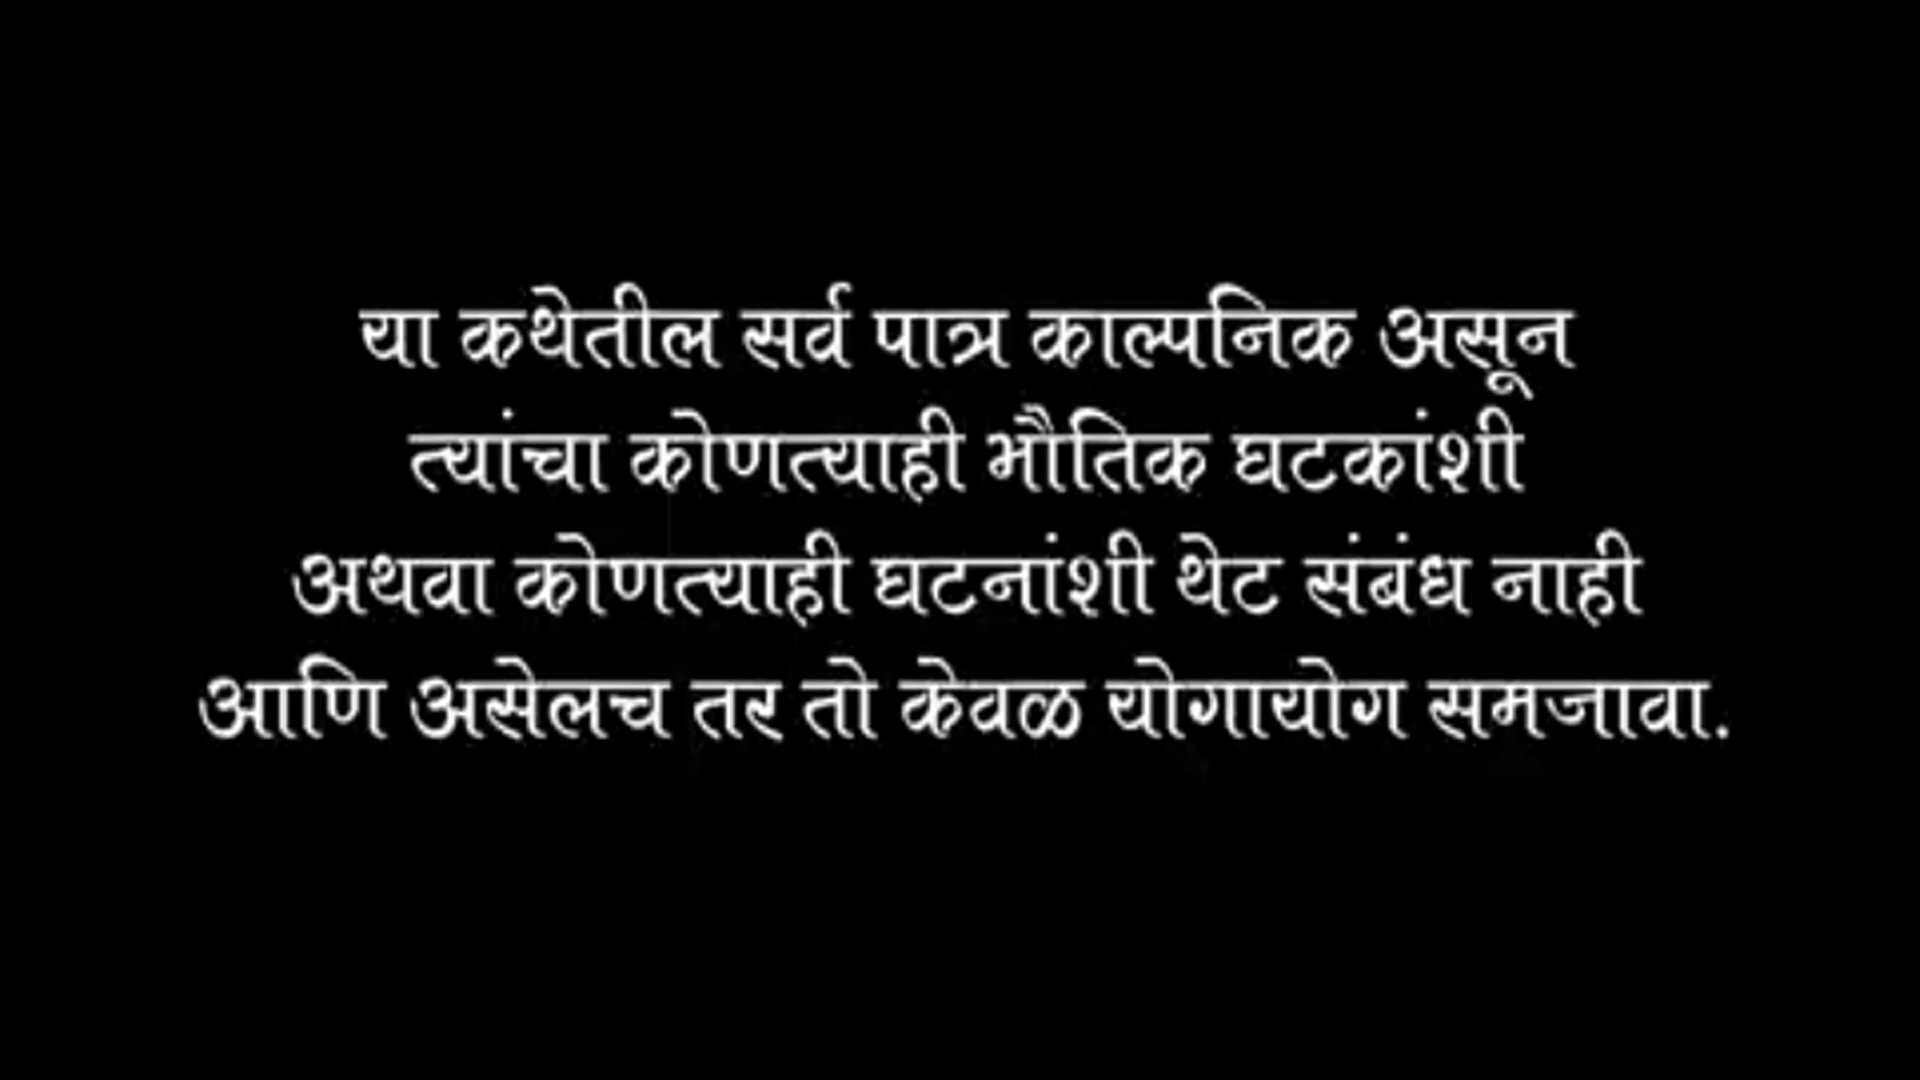 या कथेतील सर्व पात्र काल्पनिक असून
त्यांचा कोणत्याही भौतिक घटकांशी
अथवा कोणत्याही घटनांशी थेट संबंध नाही
आणि असेलच तर तो केवळ योगायोग समजावा.